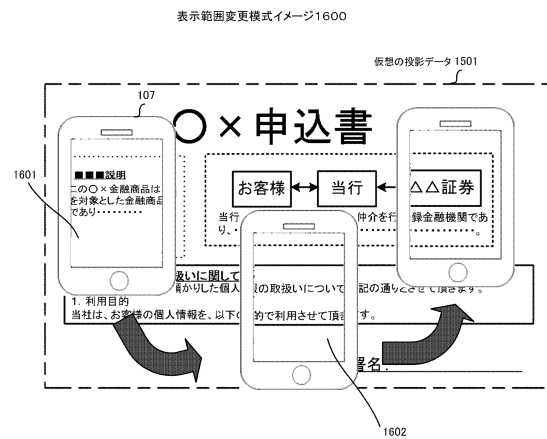 表示範囲変更模式イメージ1600
仮想の投影データ 1501
107
○×申込書
■■■説明
この○×金融商品は
を対象とした金融商品
であり・・・・・・・・
1601
お客様
当行
△△証券
当行
仲介を行
録金融機関であ
り、・
扱いに関して
預かりした個人
報の取扱いについて
記の通りとさせて頂きます。
1. 利用目的
当社は、お客様の個人情報を、以下の
的で利用させて頂
ます。
署名:
1602